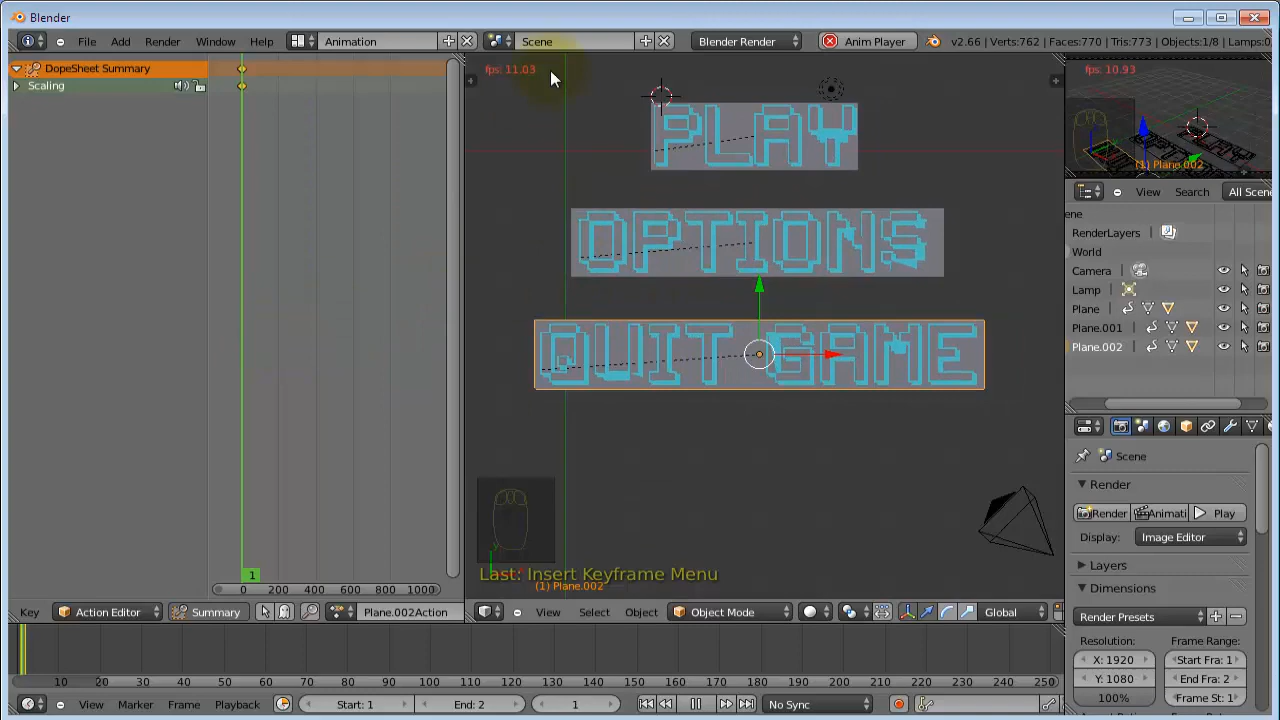 Blender
File Add Render Window Help Animation Scene Blender Render Anim Player v2.66 | Verts:762 | Faces:770 | Tris:773 | Objects:1/8 | Lamps:0
DopeSheet Summary
Scaling
fps: 11.03
fps: 10.93
PLAY
OPTIONS
QUIT GAME
(1) Plane.002
View Search All Scen
ene
RenderLayers |
World
Camera |
Lamp |
Plane |
Plane.001 |
Plane.002 |
Scene
Render
Render Animati Play
Display: Image Editor
Layers
Dimensions
Render Presets
Resolution: Frame Range:
X: 1920 Start Fra: 1
Y: 1080 End Fra: 2
100% Frame St: 1
y
Last: Insert Keyframe Menu
(1) Plane.002
1
0 200 400 600 800 1000
Key Action Editor Summary Plane.002Action View Select Object Object Mode Global
10 20 30 40 50 60 70 80 90 100 110 120 130 140 150 160 170 180 190 200 210 220 230 240 250
View Marker Frame Playback Start: 1 End: 2 1 No Sync